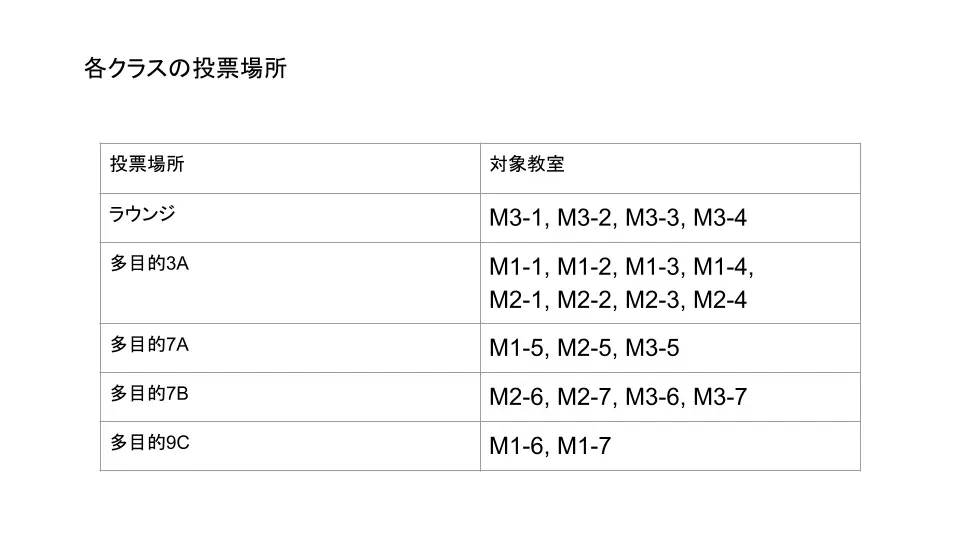 各クラスの投票場所
投票場所
対象教室
ラウンジ
M3-1, M3-2, M3-3, M3-4
多目的3A
M1-1, M1-2, M1-3, M1-4,
M2-1, M2-2, M2-3, M2-4
多目的7A
M1-5, M2-5, M3-5
多目的7B
M2-6, M2-7, M3-6, M3-7
多目的9C
M1-6, M1-7